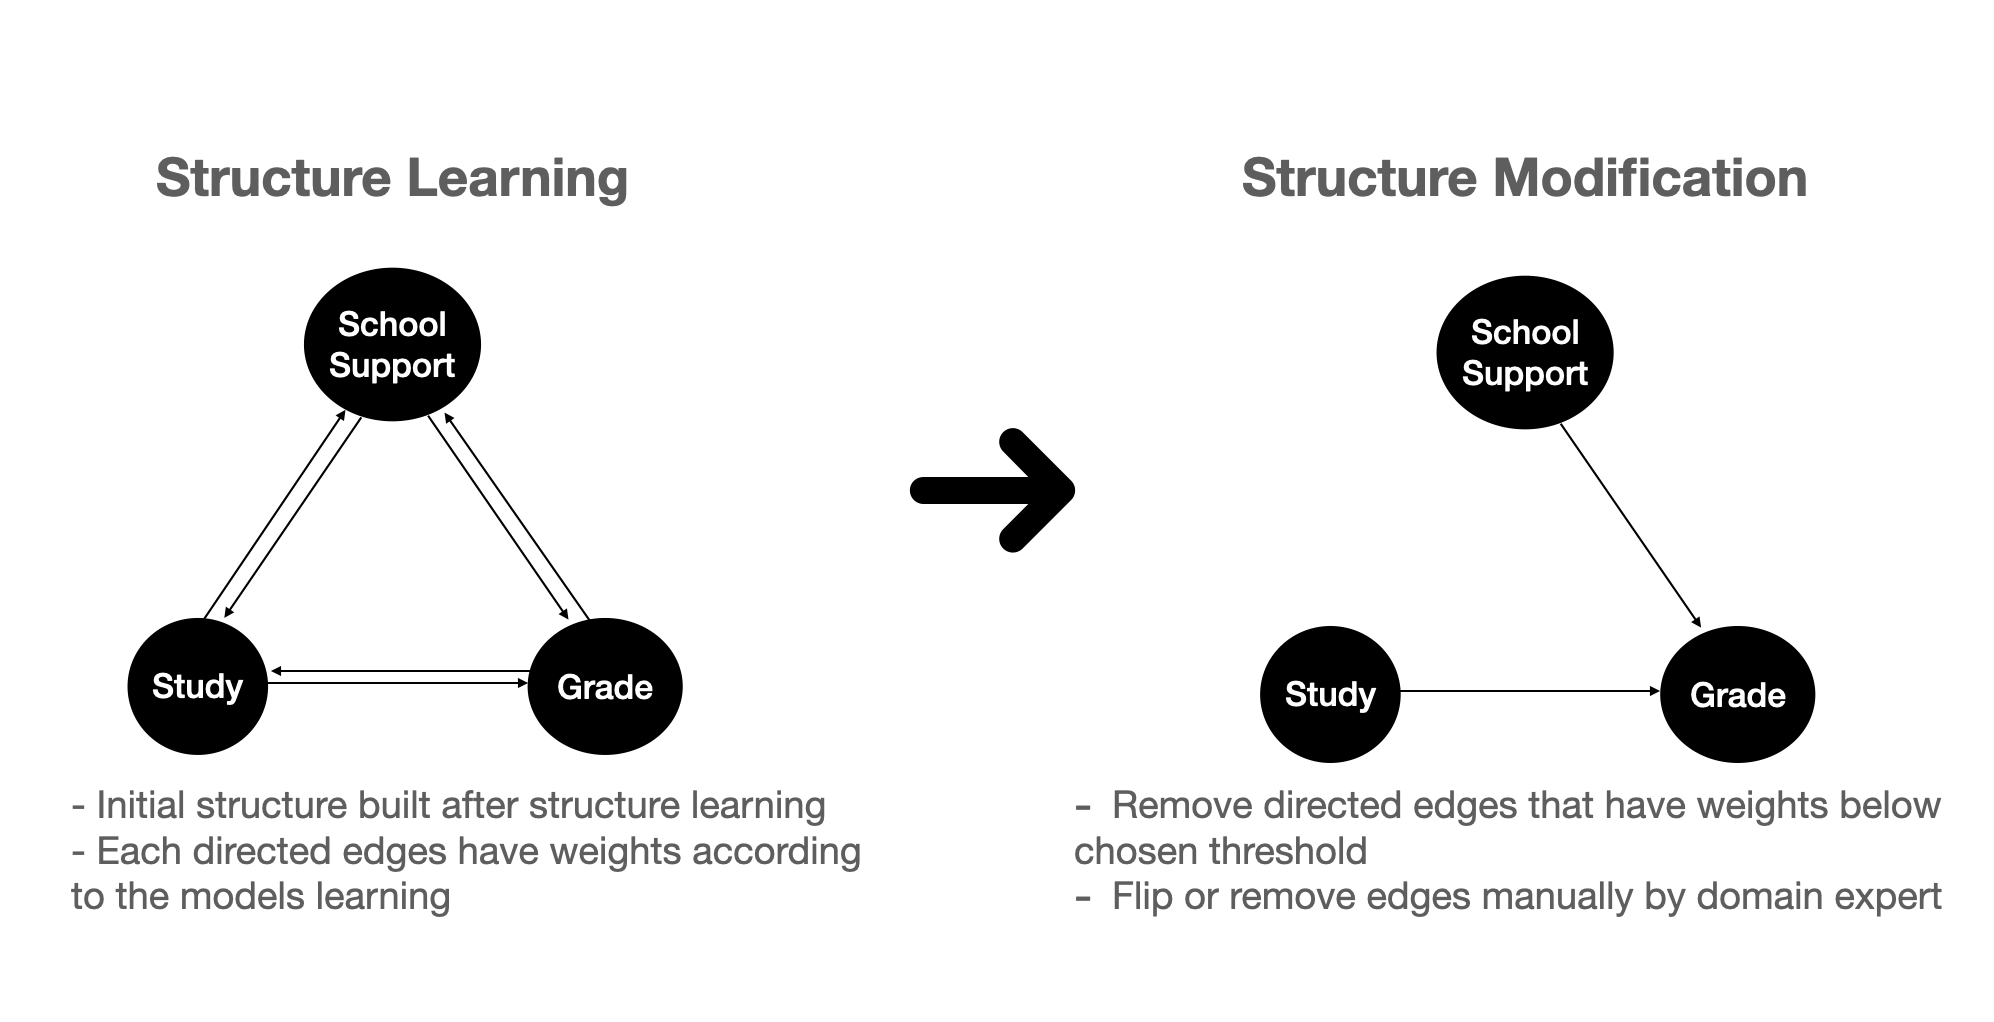 Structure Learning
School
Support
Study
Grade
- Initial structure built after structure learning
- Each directed edges have weights according
to the models learning
Structure Modification
School
Support
Study
Grade
- Remove directed edges that have weights below
chosen threshold
- Flip or remove edges manually by domain expert